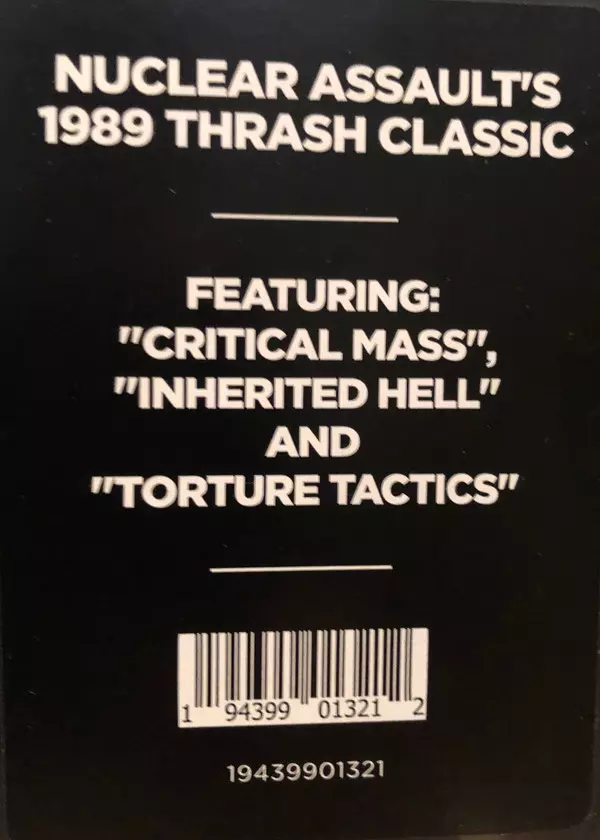 NUCLEAR ASSAULT'S
1989 THRASH CLASSIC
FEATURING:
"CRITICAL MASS",
"INHERITED HELL"
AND
"TORTURE TACTICS"
1 94399 01321 2
19439901321